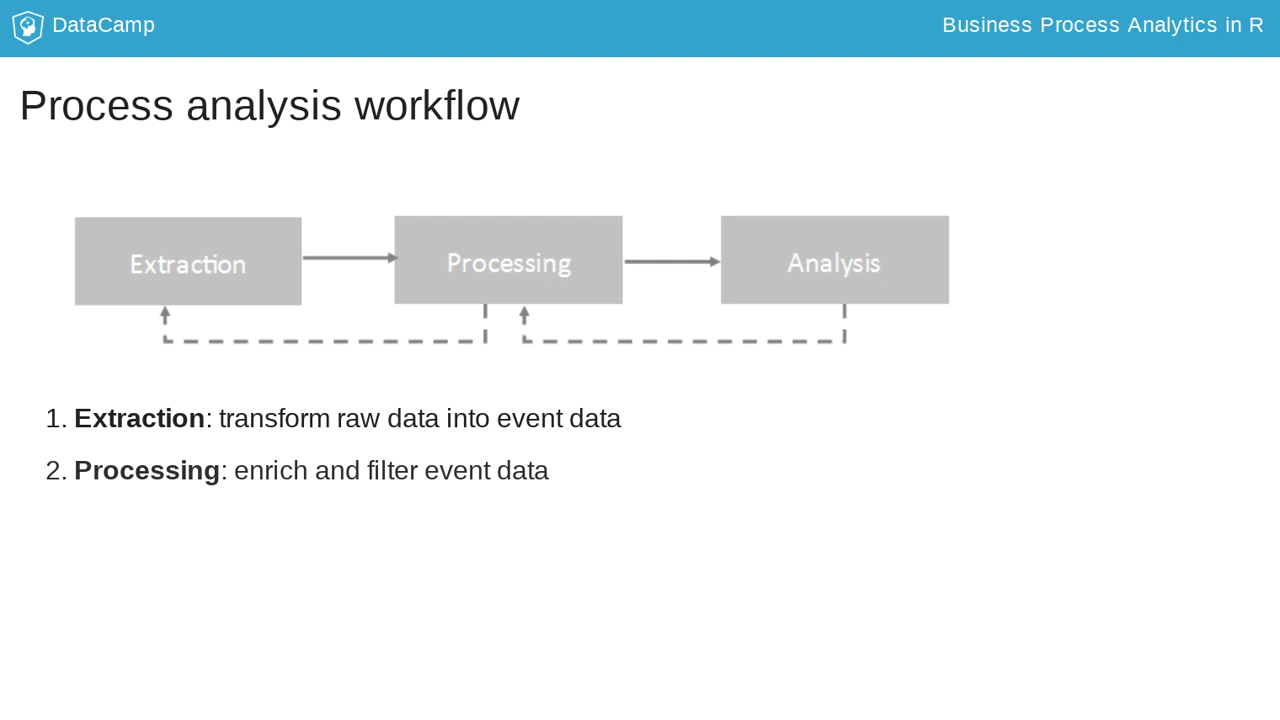 DataCamp
Business Process Analytics in R
Process analysis workflow
Extraction
Processing
Analysis
1. Extraction: transform raw data into event data
2. Processing: enrich and filter event data